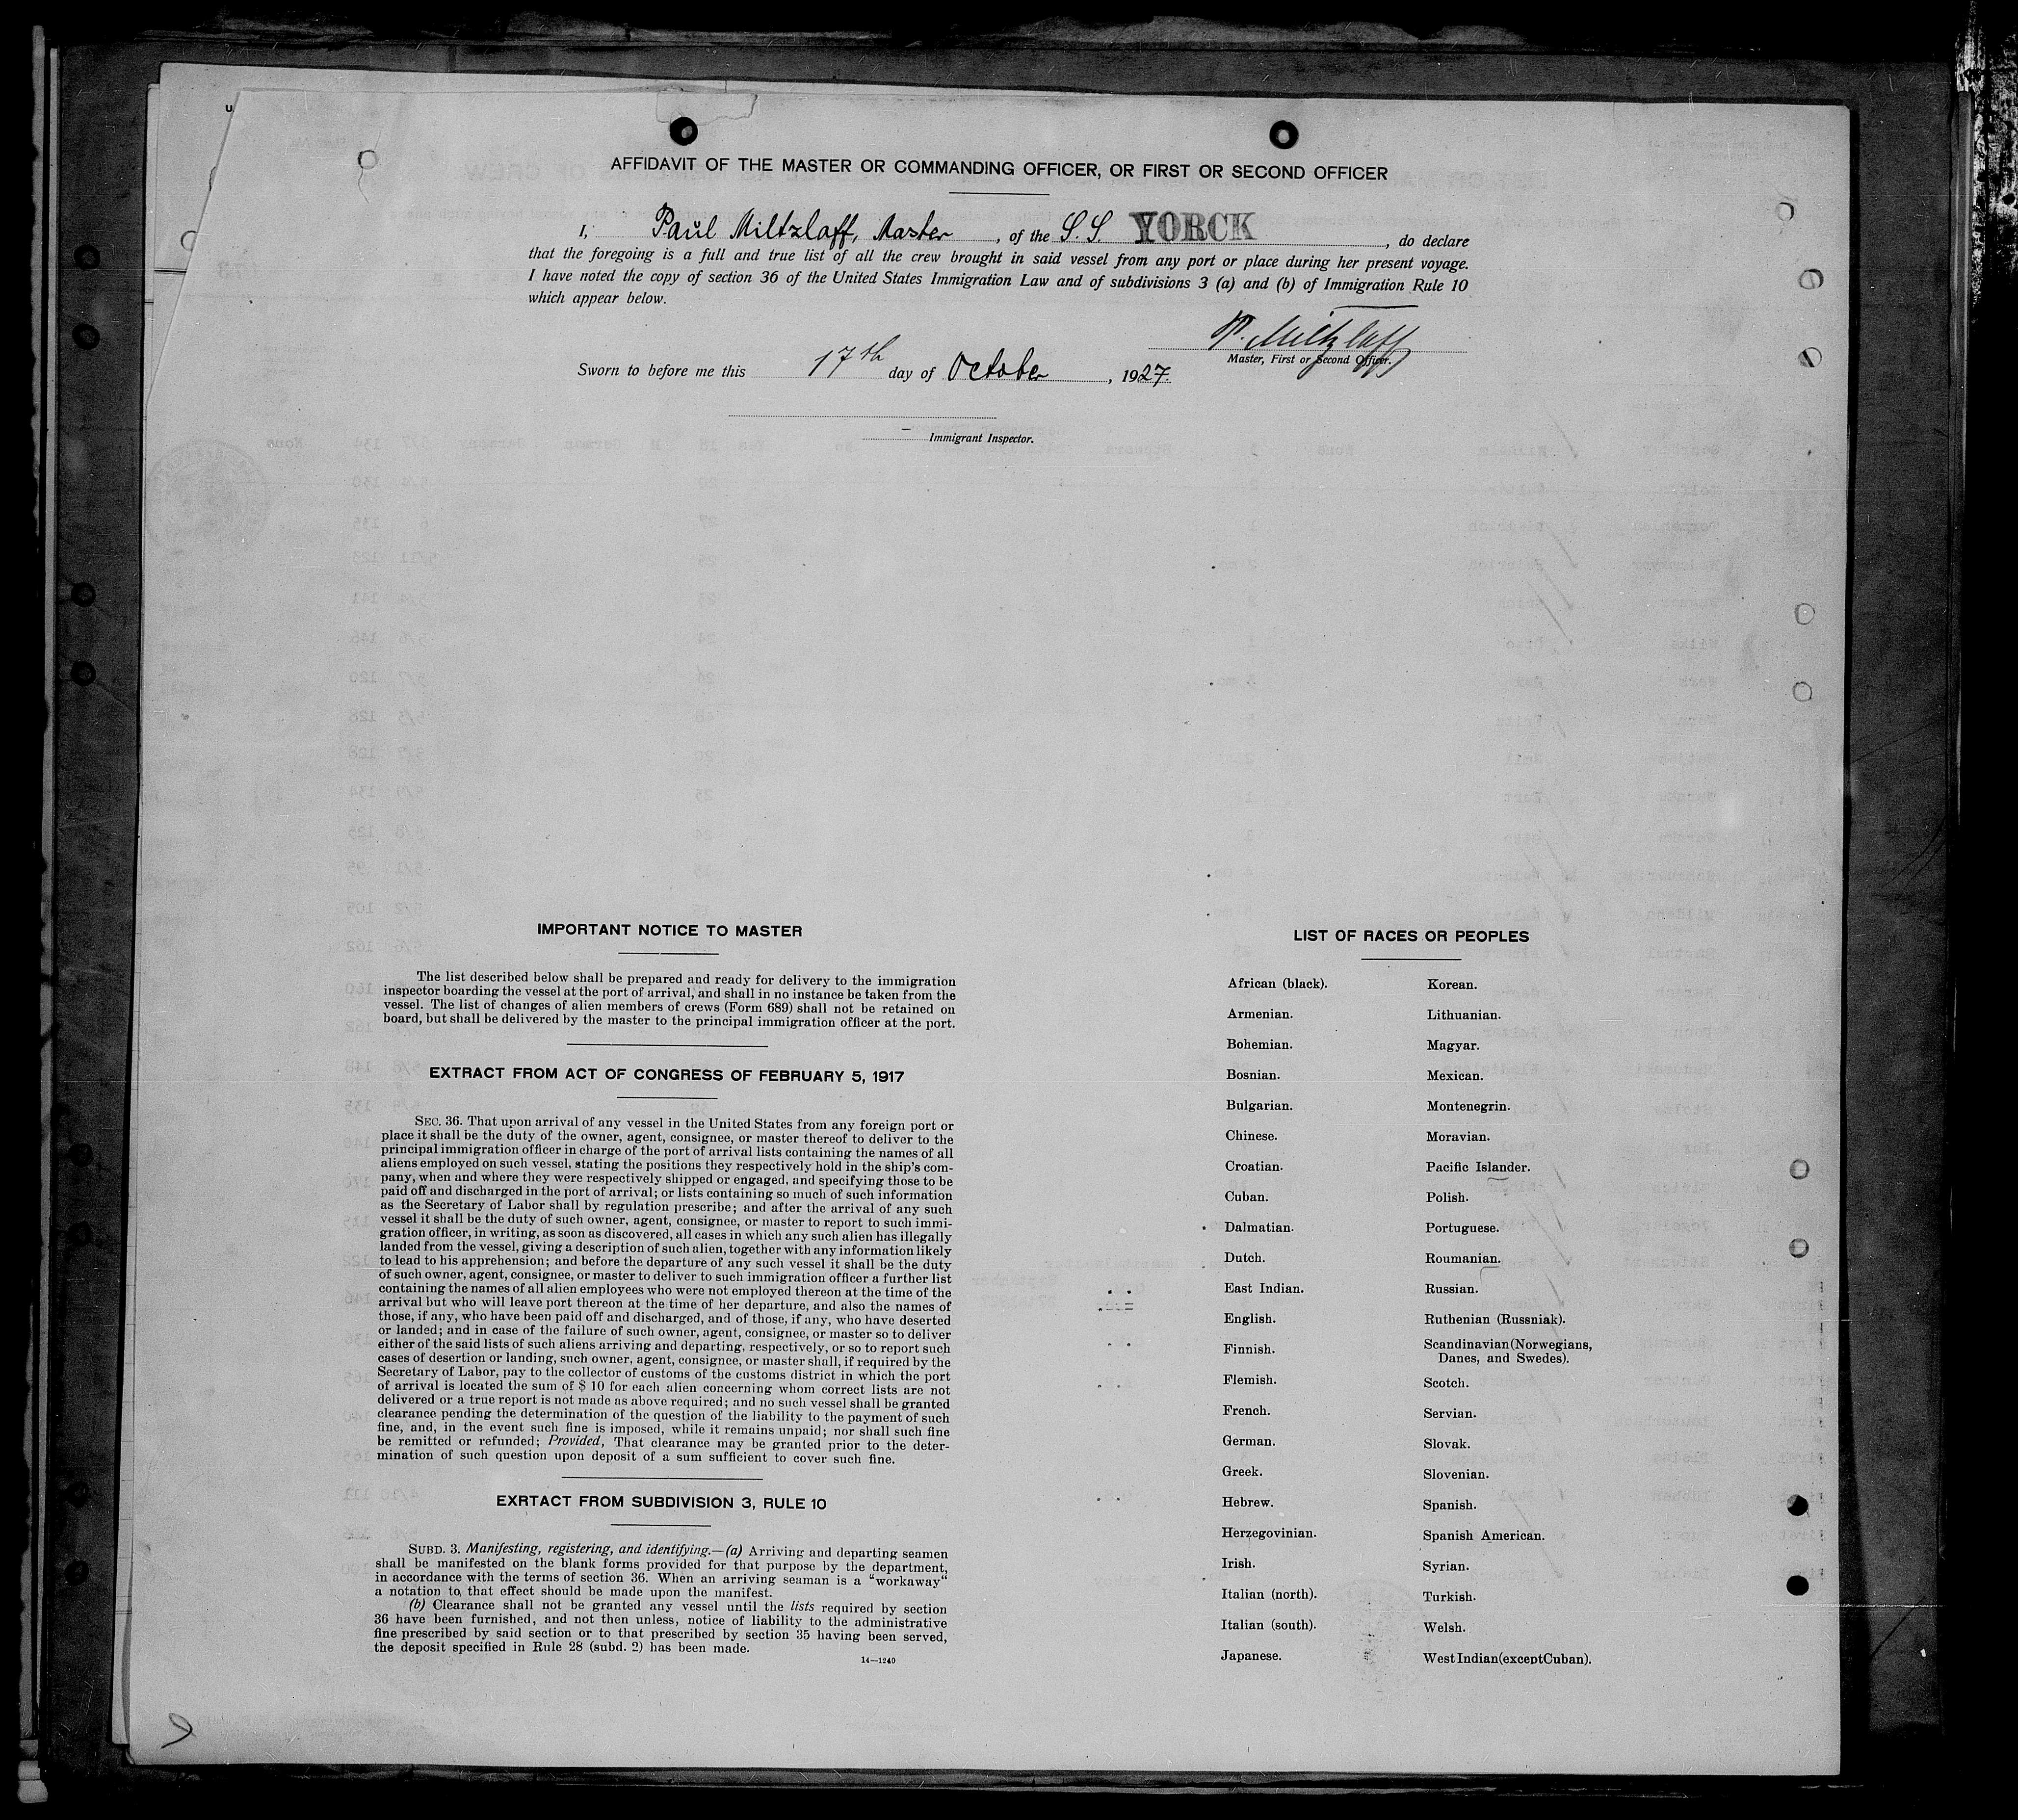 AFFIDAVIT OF THE MASTER OR COMMANDING OFFICER, OR FIRST OR SECOND OFFICER
I, Paul Miltzlaff, Master, of the S.S. YORCK, do declare
that the foregoing is a full and true list of all the crew brought in said vessel from any port or place during her present voyage.
I have noted the copy of section 36 of the United States Immigration Law and of subdivisions 3 (a) and (b) of Immigration Rule 10
which appear below.
P. Miltzlaff
Master, First or Second Officer.
Sworn to before me this 17th day of October, 1927.
Immigrant Inspector.
IMPORTANT NOTICE TO MASTER
The list described below shall be prepared and ready for delivery to the immigration
inspector boarding the vessel at the port of arrival, and shall in no instance be taken from the
vessel. The list of changes of alien members of crews (Form 689) shall not be retained on
board, but shall be delivered by the master to the principal immigration officer at the port.
EXTRACT FROM ACT OF CONGRESS OF FEBRUARY 5, 1917
SEC. 36. That upon arrival of any vessel in the United States from any foreign port or
place it shall be the duty of the owner, agent, consignee, or master thereof to deliver to the
principal immigration officer in charge of the port of arrival lists containing the names of all
aliens employed on such vessel, stating the positions they respectively hold in the ship's com-
pany, when and where they were respectively shipped or engaged, and specifying those to be
paid off and discharged in the port of arrival; or lists containing so much of such information
as the Secretary of Labor shall by regulation prescribe; and after the arrival of any such
vessel it shall be the duty of such owner, agent, consignee, or master to report to such immi-
gration officer, in writing, as soon as discovered, all cases in which any such alien has illegally
landed from the vessel, giving a description of such alien, together with any information likely
to lead to his apprehension; and before the departure of any such vessel it shall be the duty
of such owner, agent, consignee, or master to deliver to such immigration officer a further list
containing the names of all alien employees who were not employed thereon at the time of the
arrival but who will leave port thereon at the time of her departure, and also the names of
those, if any, who have been paid off and discharged, and of those, if any, who have deserted
or landed; and in case of the failure of such owner, agent, consignee, or master so to deliver
either of the said lists of such aliens arriving and departing, respectively, or so to report such
cases of desertion or landing, such owner, agent, consignee, or master shall, if required by the
Secretary of Labor, pay to the collector of customs of the customs district in which the port
of arrival is located the sum of $ 10 for each alien concerning whom correct lists are not
delivered or a true report is not made as above required; and no such vessel shall be granted
clearance pending the determination of the question of the liability to the payment of such
fine, and, in the event such fine is imposed, while it remains unpaid; nor shall such fine
be remitted or refunded; Provided, That clearance may be granted prior to the deter-
mination of such question upon deposit of a sum sufficient to cover such fine.
EXRTACT FROM SUBDIVISION 3, RULE 10
SUBD. 3. Manifesting, registering, and identifying.—(a) Arriving and departing seamen
shall be manifested on the blank forms provided for that purpose by the department,
in accordance with the terms of section 36. When an arriving seaman is a "workaway"
a notation to that effect should be made upon the manifest.
(b) Clearance shall not be granted any vessel until the lists required by section
36 have been furnished, and not then unless, notice of liability to the administrative
fine prescribed by said section or to that prescribed by section 35 having been served,
the deposit specified in Rule 28 (subd. 2) has been made.
14—1240
LIST OF RACES OR PEOPLES
African (black).
Armenian.
Bohemian.
Bosnian.
Bulgarian.
Chinese.
Croatian.
Cuban.
Dalmatian.
Dutch.
East Indian.
English.
Finnish.
Flemish.
French.
German.
Greek.
Hebrew.
Herzegovinian.
Irish.
Italian (north).
Italian (south).
Japanese.
Korean.
Lithuanian.
Magyar.
Mexican.
Montenegrin.
Moravian.
Pacific Islander.
Polish.
Portuguese.
Roumanian.
Russian.
Ruthenian (Russniak).
Scandinavian (Norwegians,
Danes, and Swedes).
Scotch.
Servian.
Slovak.
Slovenian.
Spanish.
Spanish American.
Syrian.
Turkish.
Welsh.
West Indian (except Cuban).